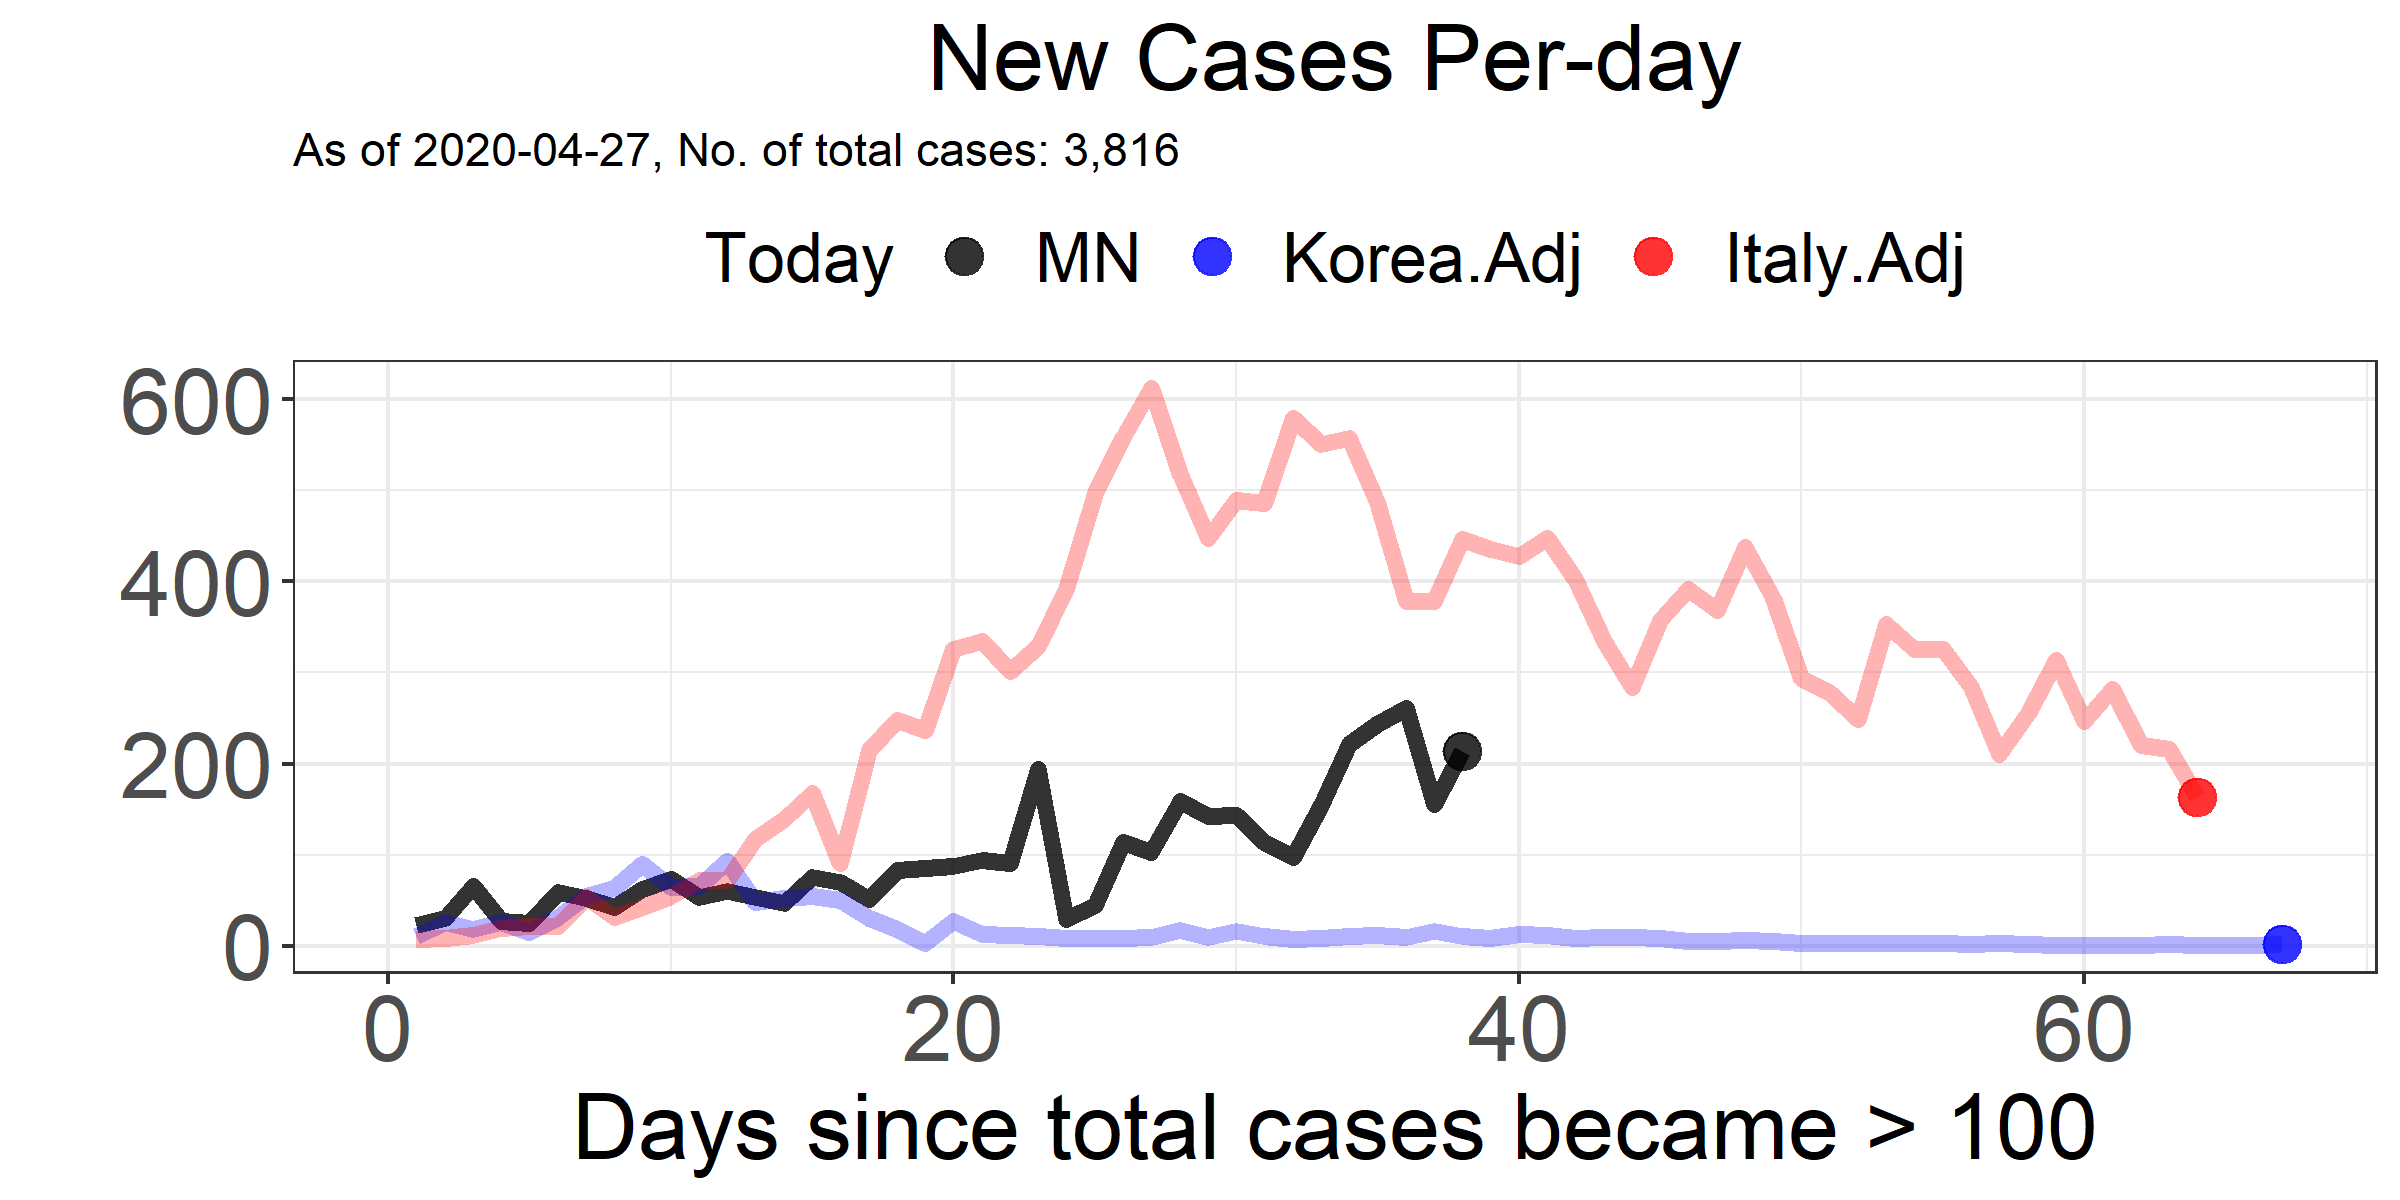 New Cases Per-day
As of 2020-04-27, No. of total cases: 3,816
Today MN Korea.Adj Italy.Adj
600
400
200
0
0 20 40 60
Days since total cases became > 100